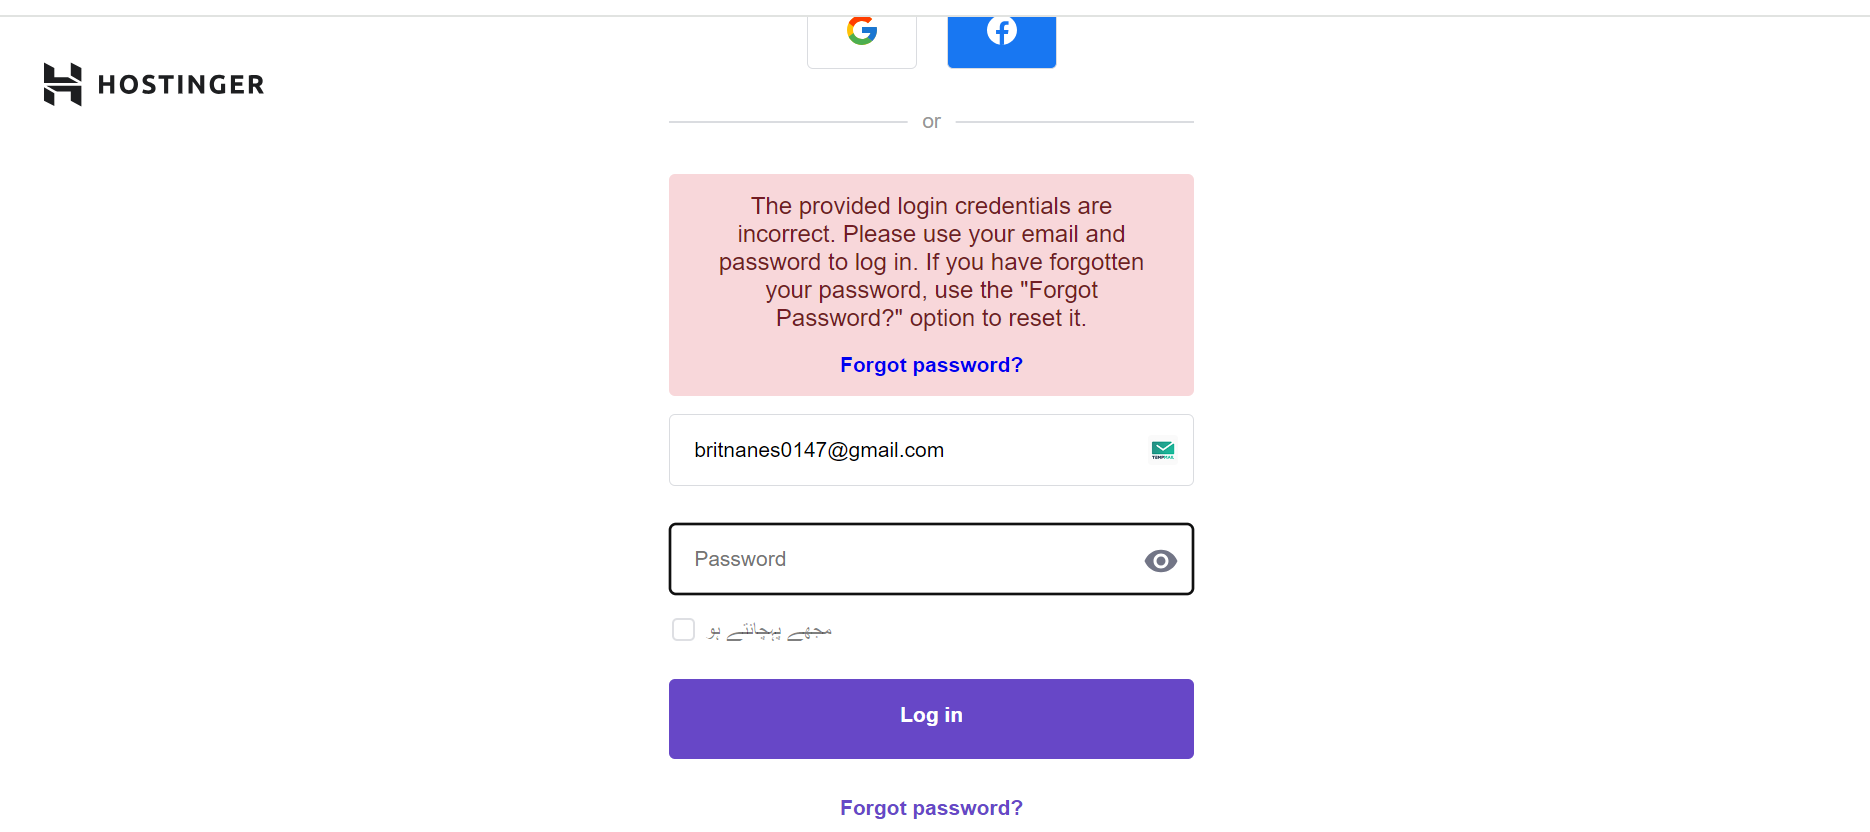 HOSTINGER
or
The provided login credentials are
incorrect. Please use your email and
password to log in. If you have forgotten
your password, use the "Forgot
Password?" option to reset it.
Forgot password?
britnanes0147@gmail.com
TEMPMAIL
Password
مجھے پہچانتے ہو
Log in
Forgot password?